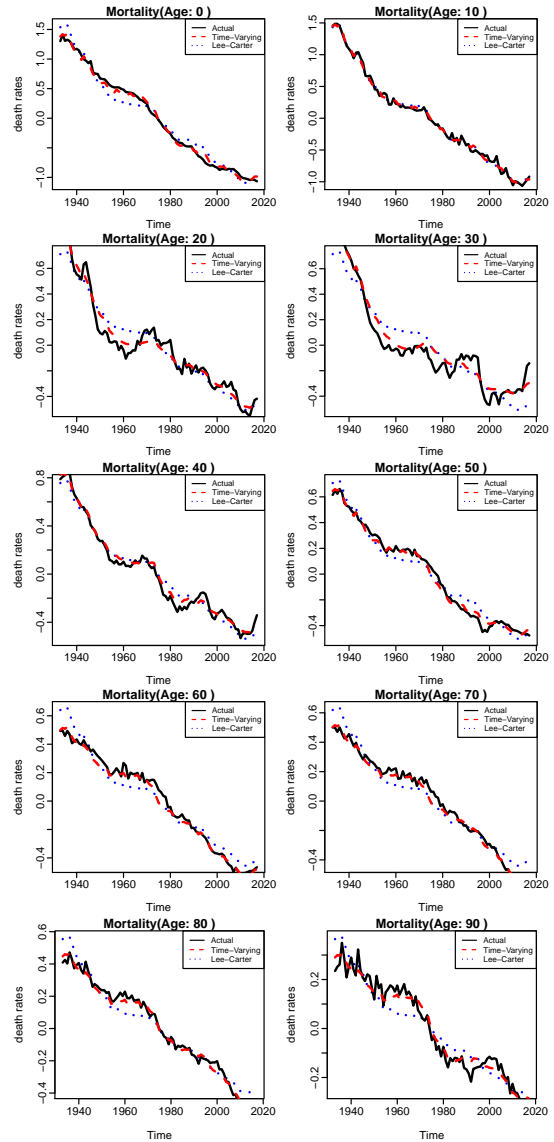 Mortality(Age: 0 )
death rates
1.5
1.0
0.5
0.0
−1.0
Actual
Time−Varying
Lee−Carter
1940 1960 1980 2000 2020
Time
Mortality(Age: 10 )
death rates
1.5
1.0
0.5
0.0
−0.5
−1.0
Actual
Time−Varying
Lee−Carter
1940 1960 1980 2000 2020
Time
Mortality(Age: 20 )
death rates
0.6
0.4
0.2
0.0
−0.4
Actual
Time−Varying
Lee−Carter
1940 1960 1980 2000 2020
Time
Mortality(Age: 30 )
death rates
0.6
0.4
0.2
0.0
−0.4
Actual
Time−Varying
Lee−Carter
1940 1960 1980 2000 2020
Time
Mortality(Age: 40 )
death rates
0.8
0.4
0.0
−0.4
Actual
Time−Varying
Lee−Carter
1940 1960 1980 2000 2020
Time
Mortality(Age: 50 )
death rates
0.6
0.2
−0.4
Actual
Time−Varying
Lee−Carter
1940 1960 1980 2000 2020
Time
Mortality(Age: 60 )
death rates
0.6
0.4
0.2
0.0
−0.4
Actual
Time−Varying
Lee−Carter
1940 1960 1980 2000 2020
Time
Mortality(Age: 70 )
death rates
0.6
0.4
0.2
0.0
−0.4
Actual
Time−Varying
Lee−Carter
1940 1960 1980 2000 2020
Time
Mortality(Age: 80 )
death rates
0.6
0.4
0.2
0.0
−0.2
−0.4
Actual
Time−Varying
Lee−Carter
1940 1960 1980 2000 2020
Time
Mortality(Age: 90 )
death rates
0.2
0.0
−0.2
Actual
Time−Varying
Lee−Carter
1940 1960 1980 2000 2020
Time